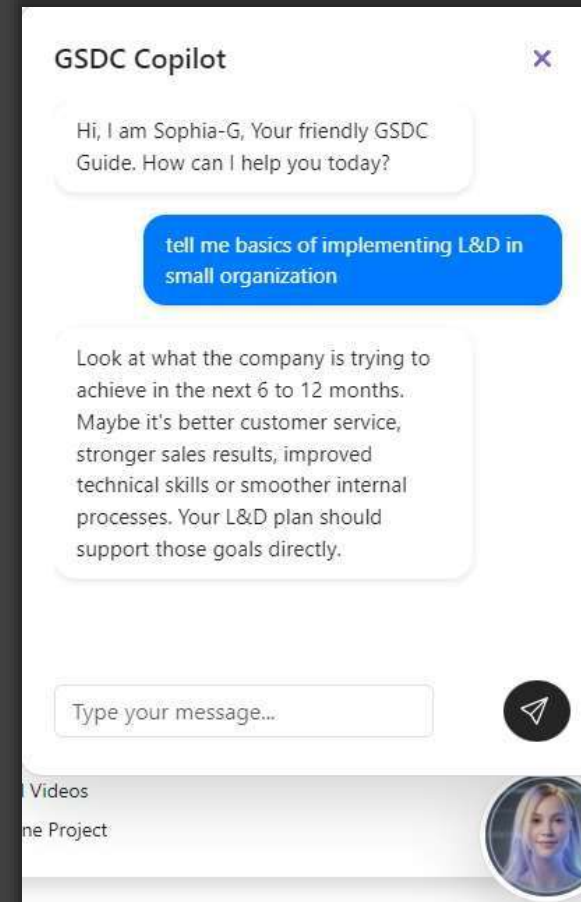 GSDC Copilot
Hi, I am Sophia-G, Your friendly GSDC
Guide. How can I help you today?
tell me basics of implementing L&D in
small organization
Look at what the company is trying to
achieve in the next 6 to 12 months.
Maybe it's better customer service,
stronger sales results, improved
technical skills or smoother internal
processes. Your L&D plan should
support those goals directly.
Type your message...
Videos
ne Project